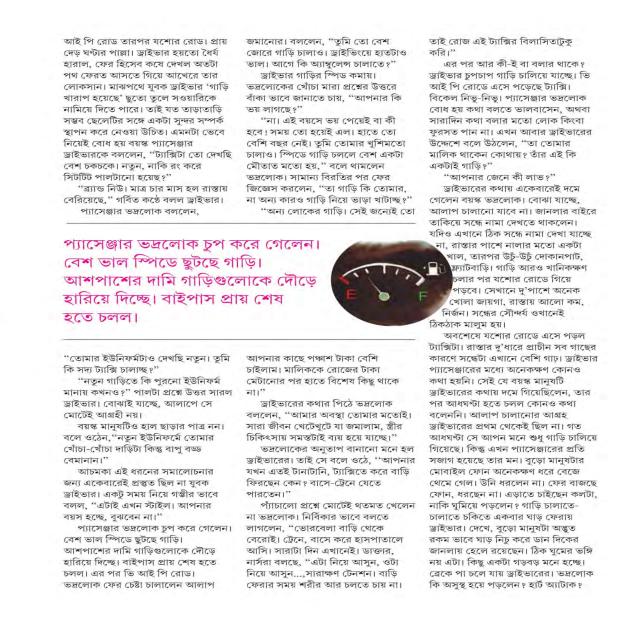 আই পি রোড তারপর যশোর রোড। প্রায়
দেড় ঘণ্টার পাল্লা। ড্রাইভার হয়তো ধৈর্য
হারাল, ফের হিসেব কষে দেখল অতটা
পথ ফেরত আসতে গিয়ে আখেরে তার
লোকসান। মাঝপথে যুবক ড্রাইভার ‘গাড়ি
খারাপ হয়েছে’ ছুতো তুলে সওয়ারিকে
নামিয়ে দিতে পারে। তাই যত তাড়াতাড়ি
সম্ভব ছেলেটির সঙ্গে একটা সুন্দর সম্পর্ক
স্থাপন করে নেওয়া উচিত। এমনটা ভেবে
নিয়েই বোধ হয় বয়স্ক প্যাসেঞ্জার
ড্রাইভারকে বললেন, “ট্যাক্সিটা তো দেখছি
বেশ চকচকে। নতুন, নাকি রং করে
সিটটিট পালটানো হয়েছে?”
“ব্র্যান্ড নিউ। মাত্র চার মাস হল রাস্তায়
বেরিয়েছে,” গর্বিত কণ্ঠে বলল ড্রাইভার।
প্যাসেঞ্জার ভদ্রলোক বললেন,
প্যাসেঞ্জার ভদ্রলোক চুপ করে গেলেন।
বেশ ভাল স্পিডে ছুটছে গাড়ি।
আশপাশের দামি গাড়িগুলোকে দৌড়ে
হারিয়ে দিচ্ছে। বাইপাস প্রায় শেষ
হতে চলল।
E
F
“তোমার ইউনিফর্মটাও দেখছি নতুন। তুমি
কি সদ্য ট্যাক্সি চালাচ্ছ?”
“নতুন গাড়িতে কি পুরনো ইউনিফর্ম
মানায় কখনও?” পালটা প্রশ্নে উত্তর সারল
ড্রাইভার। বোঝাই যাচ্ছে, আলাপে সে
মোটেই আগ্রহী নয়।
বয়স্ক মানুষটিও হাল ছাড়ার পাত্র নন।
বলে ওঠেন,“নতুন ইউনিফর্মে তোমার
খোঁচা-খোঁচা দাড়িটা কিন্তু বাপু বড্ড
বেমানান।”
আচমকা এই ধরনের সমালোচনার
জন্য একেবারেই প্রস্তুত ছিল না যুবক
ড্রাইভার। একটু সময় নিয়ে গম্ভীর ভাবে
বলল, “এটাই এখন স্টাইল। আপনার
বয়স হচ্ছে, বুঝবেন না।”
প্যাসেঞ্জার ভদ্রলোক চুপ করে গেলেন।
বেশ ভাল স্পিডে ছুটছে গাড়ি।
আশপাশের দামি গাড়িগুলোকে দৌড়ে
হারিয়ে দিচ্ছে। বাইপাস প্রায় শেষ হতে
চলল। এর পর ভি আই পি রোড।
ভদ্রলোক ফের চেষ্টা চালালেন আলাপ
জমানোর। বললেন, “তুমি তো বেশ
জোরে গাড়ি চালাও। ড্রাইভিংয়ে হাতটাও
ভাল। আগে কি অ্যাম্বুলেন্স চালাতে?”
ড্রাইভার গাড়ির স্পিড কমায়।
ভদ্রলোকের খোঁচা মারা প্রশ্নের উত্তরে
বাঁকা ভাবে জানাতে চায়, “আপনার কি
ভয় লাগছে?”
“না। এই বয়সে ভয় পেয়েই বা কী
হবে। সময় তো হয়েই এল। হাতে তো
বেশি বছর নেই। তুমি তোমার খুশিমতো
চালাও। স্পিডে গাড়ি চললে বেশ একটা
মৌতাত মতো হয়,” বলে থামলেন
ভদ্রলোক। সামান্য বিরতির পর ফের
জিজ্ঞেস করলেন, “তা গাড়ি কি তোমার,
না অন্য কারও গাড়ি নিয়ে ভাড়া খাটাচ্ছ?”
“অন্য লোকের গাড়ি। সেই জন্যেই তো
আপনার কাছে পঞ্চাশ টাকা বেশি
চাইলাম। মালিককে রোজের টাকা
মেটানোর পর হাতে বিশেষ কিছু থাকে
না।”
ড্রাইভারের কথার পিঠে ভদ্রলোক
বললেন, “আমার অবস্থা তোমার মতোই।
সারা জীবন খেটেখুটে যা জমালাম, স্ত্রীর
চিকিৎসায় সমস্তটাই ব্যয় হয়ে যাচ্ছে।”
ভদ্রলোকের অনুতাপ বানানো মনে হল
ড্রাইভারের। তাই সে বলে ওঠে, “আপনার
যখন এতই টানাটানি, ট্যাক্সিতে করে বাড়ি
ফিরছেন কেন? বাসে-ট্রেনে যেতে
পারতেন।”
প্যাঁচালো প্রশ্নে মোটেই থতমত খেলেন
না ভদ্রলোক। নির্বিকার ভাবে বলতে
লাগলেন, “ভোরবেলা বাড়ি থেকে
বেরোই। ট্রেনে, বাসে করে হাসপাতালে
আসি। সারাটা দিন এখানেই। ডাক্তার,
নার্সরা বলছে, “এটা নিয়ে আসুন, ওটা
নিয়ে আসুন...,সারাক্ষণ টেনশন। বাড়ি
ফেরার সময় শরীর আর চলতে চায় না।
তাই রোজ এই ট্যাক্সির বিলাসিতাটুকু
করি।”
এর পর আর কী-ই বা বলার থাকে?
ড্রাইভার চুপচাপ গাড়ি চালিয়ে যাচ্ছে। ভি
আই পি রোডে এসে পড়েছে ট্যাক্সি।
বিকেল নিভু-নিভু। প্যাসেঞ্জার ভদ্রলোক
বোধ হয় কথা বলতে ভালবাসেন, অথবা
সারাদিন কথা বলার মতো লোক কিংবা
ফুরসত পান না। এখন আবার ড্রাইভারের
উদ্দেশে বলে উঠলেন, “তা তোমার
মালিক থাকেন কোথায়? তাঁর এই কি
একটাই গাড়ি?”
“আপনার জেনে কী লাভ?”
ড্রাইভারের কথায় একেবারেই দমে
গেলেন বয়স্ক ভদ্রলোক। বোঝা যাচ্ছে,
আলাপ চালানো যাবে না। জানলার বাইরে
তাকিয়ে সন্ধে নামা দেখতে থাকলেন।
যদিও এখানে ঠিক সন্ধে নামা দেখা যাচ্ছে
না, রাস্তার পাশে নালার মতো একটা
খাল, তারপর উঁচু-উঁচু দোকানপাট,
ফ্ল্যাটবাড়ি। গাড়ি আরও খানিকক্ষণ
চলার পর যশোর রোডে গিয়ে
পড়বে। সেখানে দু’পাশে অনেক
খোলা জায়গা, রাস্তায় আলো কম,
নির্জন। সন্ধের সৌন্দর্য ওখানেই
ঠিকঠাক মালুম হয়।
অবশেষে যশোর রোডে এসে পড়ল
ট্যাক্সিটা। রাস্তার দু’ধারে প্রাচীন সব গাছের
কারণে সন্ধেটা এখানে বেশি গাঢ়। ড্রাইভার
প্যাসেঞ্জারের মধ্যে অনেকক্ষণ কোনও
কথা হয়নি। সেই যে বয়স্ক মানুষটি
ড্রাইভারের কথায় দমে গিয়েছিলেন, তার
পর আধঘণ্টা হতে চলল কোনও কথা
বলেননি। আলাপ চালানোর আগ্রহ
ড্রাইভারের প্রথম থেকেই ছিল না। গত
আধঘণ্টা সে আপন মনে শুধু গাড়ি চালিয়ে
গিয়েছে। কিন্তু এখন প্যাসেঞ্জারের প্রতি
সজাগ হয়েছে তার মন। বুড়ো মানুষটার
মোবাইল ফোন অনেকক্ষণ ধরে বেজে
থেমে গেল। উনি ধরলেন না। ফের বাজছে
ফোন, ধরছেন না। এড়াতে চাইছেন কলটা,
নাকি ঘুমিয়ে পড়লেন? গাড়ি চালাতে-
চালাতে চকিতে একবার ঘাড় ফেরায়
ড্রাইভার। দেখে, বুড়ো মানুষটা অদ্ভুত
রকম ভাবে ঘাড় নিচু করে ডান দিকের
জানলায় হেলে রয়েছেন। ঠিক ঘুমের ভঙ্গি
নয় এটা। কিছু একটা গড়বড় মনে হচ্ছে।
ব্রেকে পা চলে যায় ড্রাইভারের। ভদ্রলোক
কি অসুস্থ হয়ে পড়লেন? হার্ট অ্যাটাক?